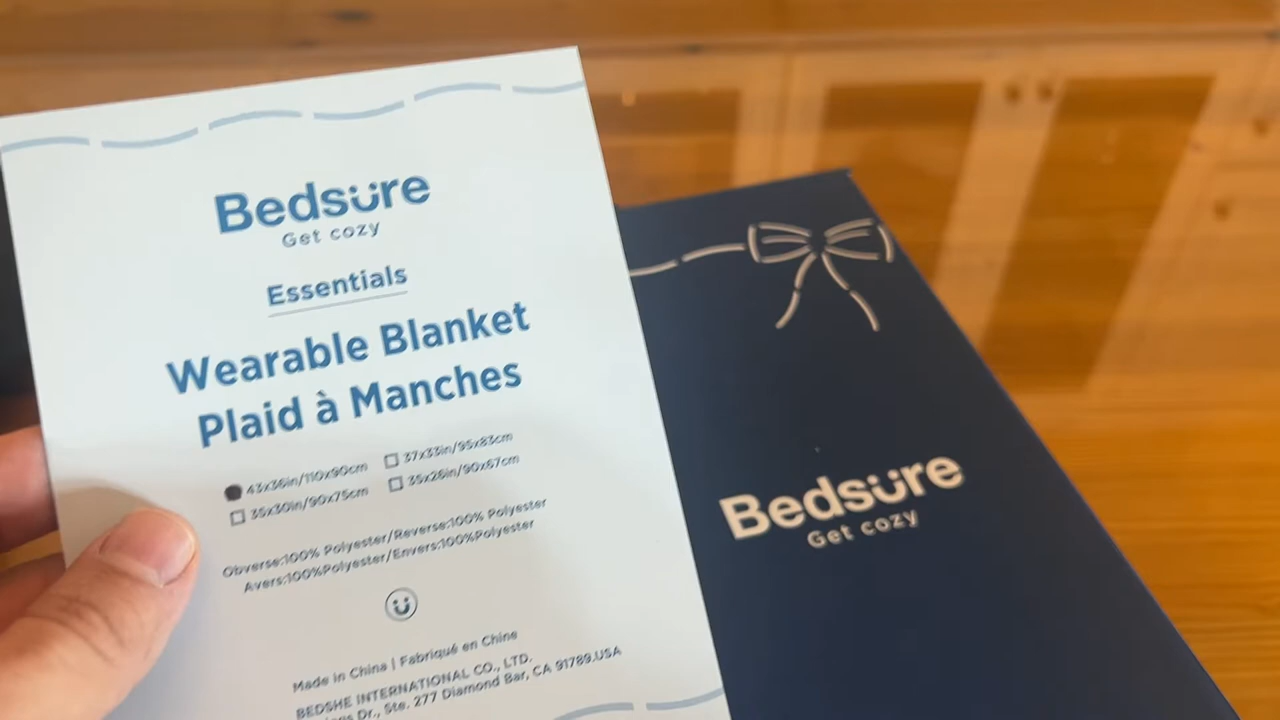 Bedsure
Get cozy
Essentials
Wearable Blanket
Plaid à Manches
43x36in/110x90cm
37x33in/95x83cm
35x30in/90x75cm
35x26in/90x67cm
Obverse:100% Polyester/Reverse:100% Polyester
Avers:100%Polyester/Envers:100%Polyester
Made in China | Fabriqué en Chine
BEDSHE INTERNATIONAL CO., LTD.
Dr., Ste. 277 Diamond Bar, CA 91789.USA
Bedsure
Get cozy